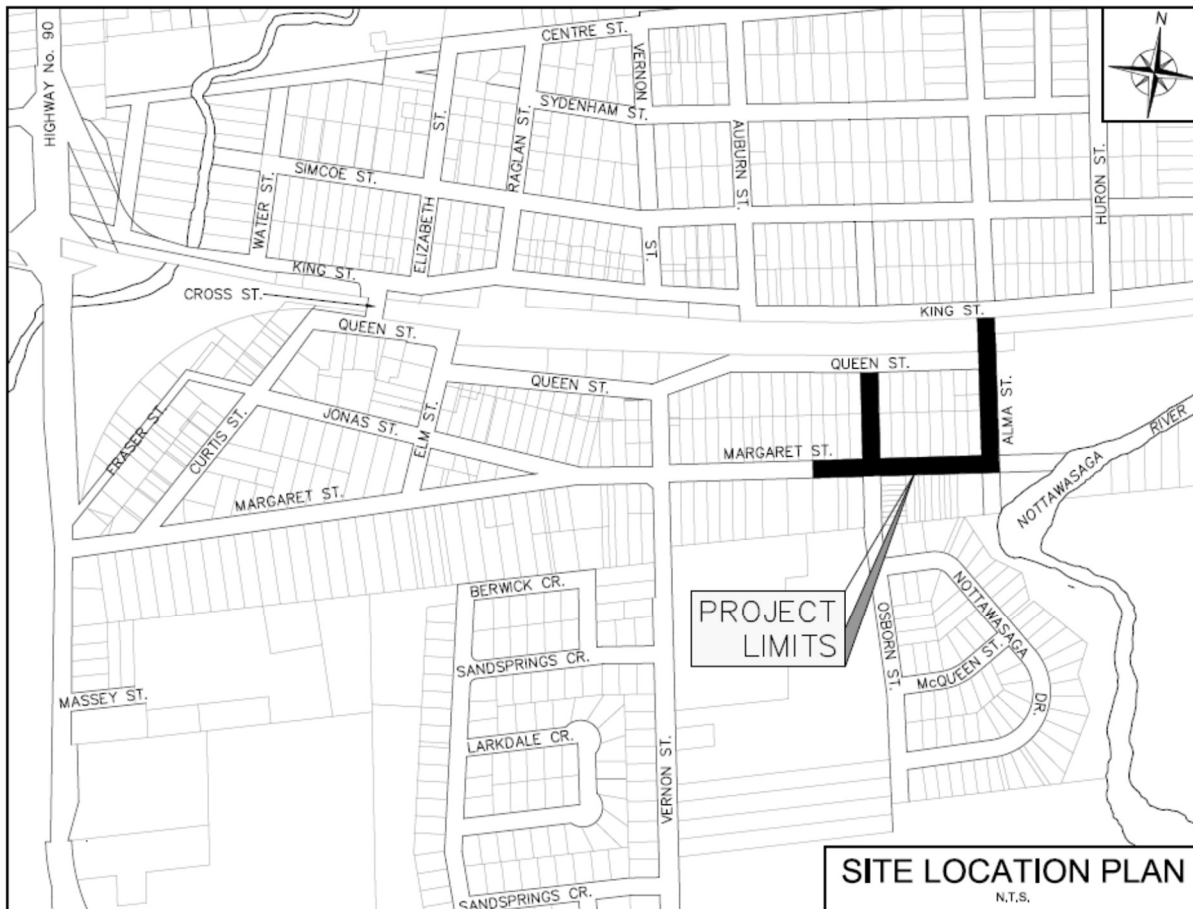 N
HIGHWAY No. 90
CENTRE ST.
VERNON
SYDENHAM ST.
ST.
RAGLAN ST.
AUBURN ST.
SIMCOE ST.
WATER ST.
ELIZABETH
HURON ST.
ST.
KING ST.
CROSS ST.
KING ST.
QUEEN ST.
QUEEN ST.
QUEEN ST.
ALMA ST.
JONAS ST.
ELM ST.
FRASER ST.
CURTIS ST.
MARGARET ST.
MARGARET ST.
NOTTAWASAGA
RIVER
BERWICK CR.
PROJECT
LIMITS
OSBORN ST.
NOTTAWASAGA
DR.
McQUEEN ST.
SANDSPRINGS CR.
MASSEY ST.
LARKDALE CR.
VERNON ST.
SANDSPRINGS CR.
SITE LOCATION PLAN
N.T.S.